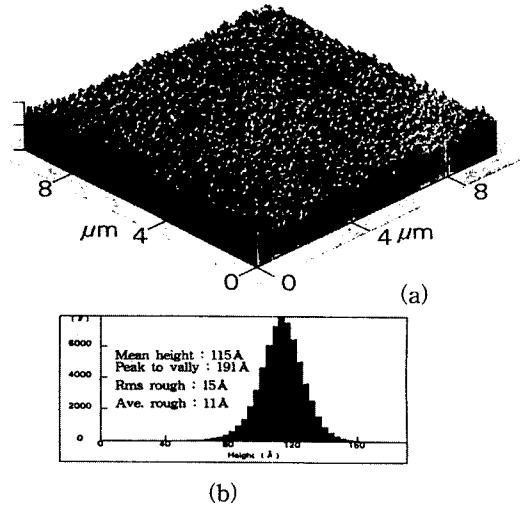 8
8
μm
4
4
μm
0
0
(a)
6000
Mean height : 115Å
Peak to vally : 191Å
4000
Rms rough : 15Å
2000
Ave. rough : 11Å
0
0 40 80 120 160
Height (Å)
(b)